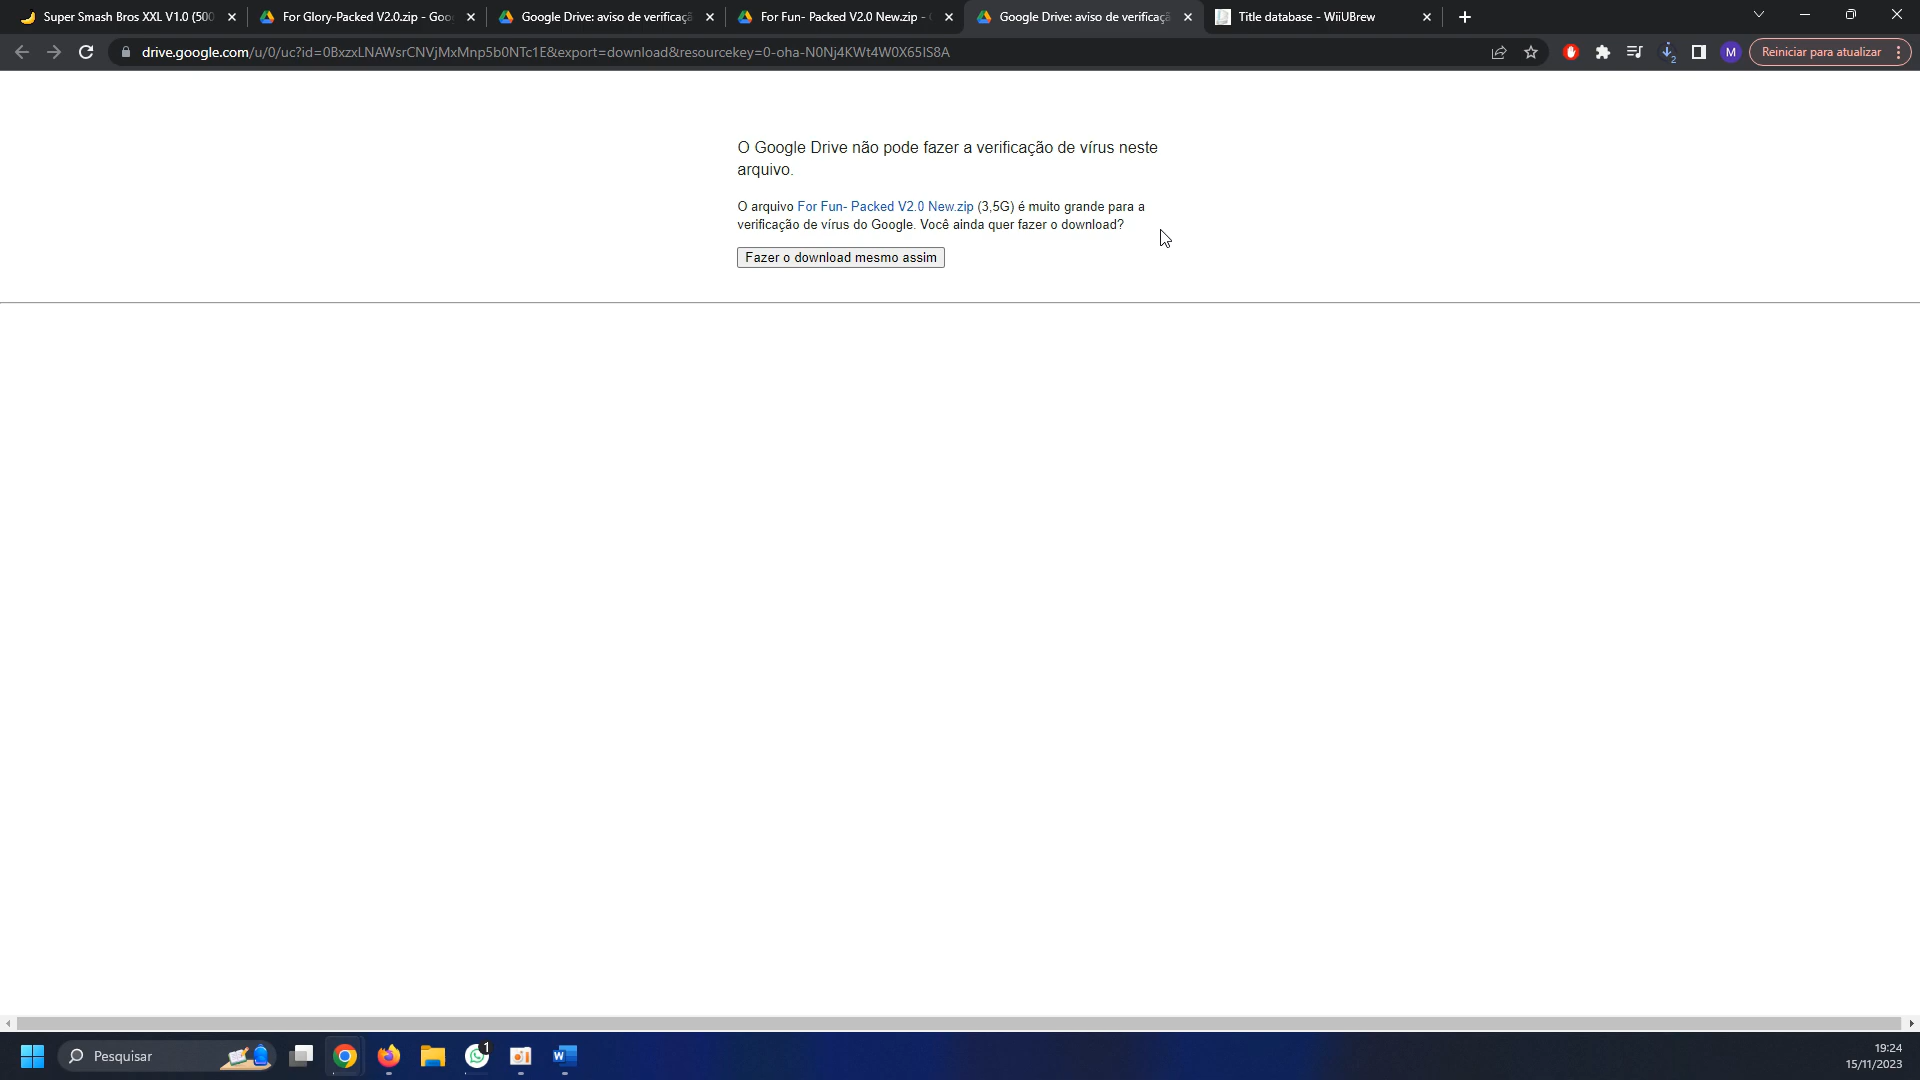 Super Smash Bros XXL V1.0 (500
For Glory-Packed V2.0.zip - Goo
Google Drive: aviso de verificaçã
For Fun- Packed V2.0 New.zip -
Google Drive: aviso de verificaçã
Title database - WiiUBrew
drive.google.com/u/0/uc?id=0BxzxLNAWsrCNVjMxMnp5b0NTc1E&export=download&resourcekey=0-oha-N0Nj4KWt4W0X65IS8A
2
M
Reiniciar para atualizar
O Google Drive não pode fazer a verificação de vírus neste
arquivo.
O arquivo For Fun- Packed V2.0 New.zip (3,5G) é muito grande para a
verificação de vírus do Google. Você ainda quer fazer o download?
Fazer o download mesmo assim
Pesquisar
1
W
19:24
15/11/2023